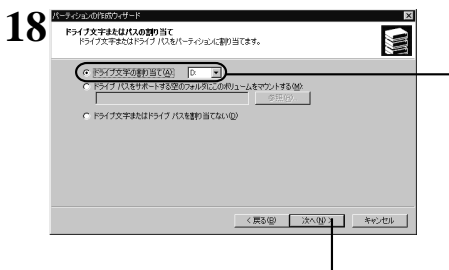 18
パーティションの作成ウィザード
ドライブ文字またはパスの割り当て
ドライブ文字またはドライブ パスをパーティションに割り当てます。
ドライブ文字の割り当て(A) D:
ドライブ パスをサポートする空のフォルダにこのボリュームをマウントする(M):
参照(R)...
ドライブ文字またはドライブ パスを割り当てない(D)
< 戻る(B) 次へ(N) > キャンセル